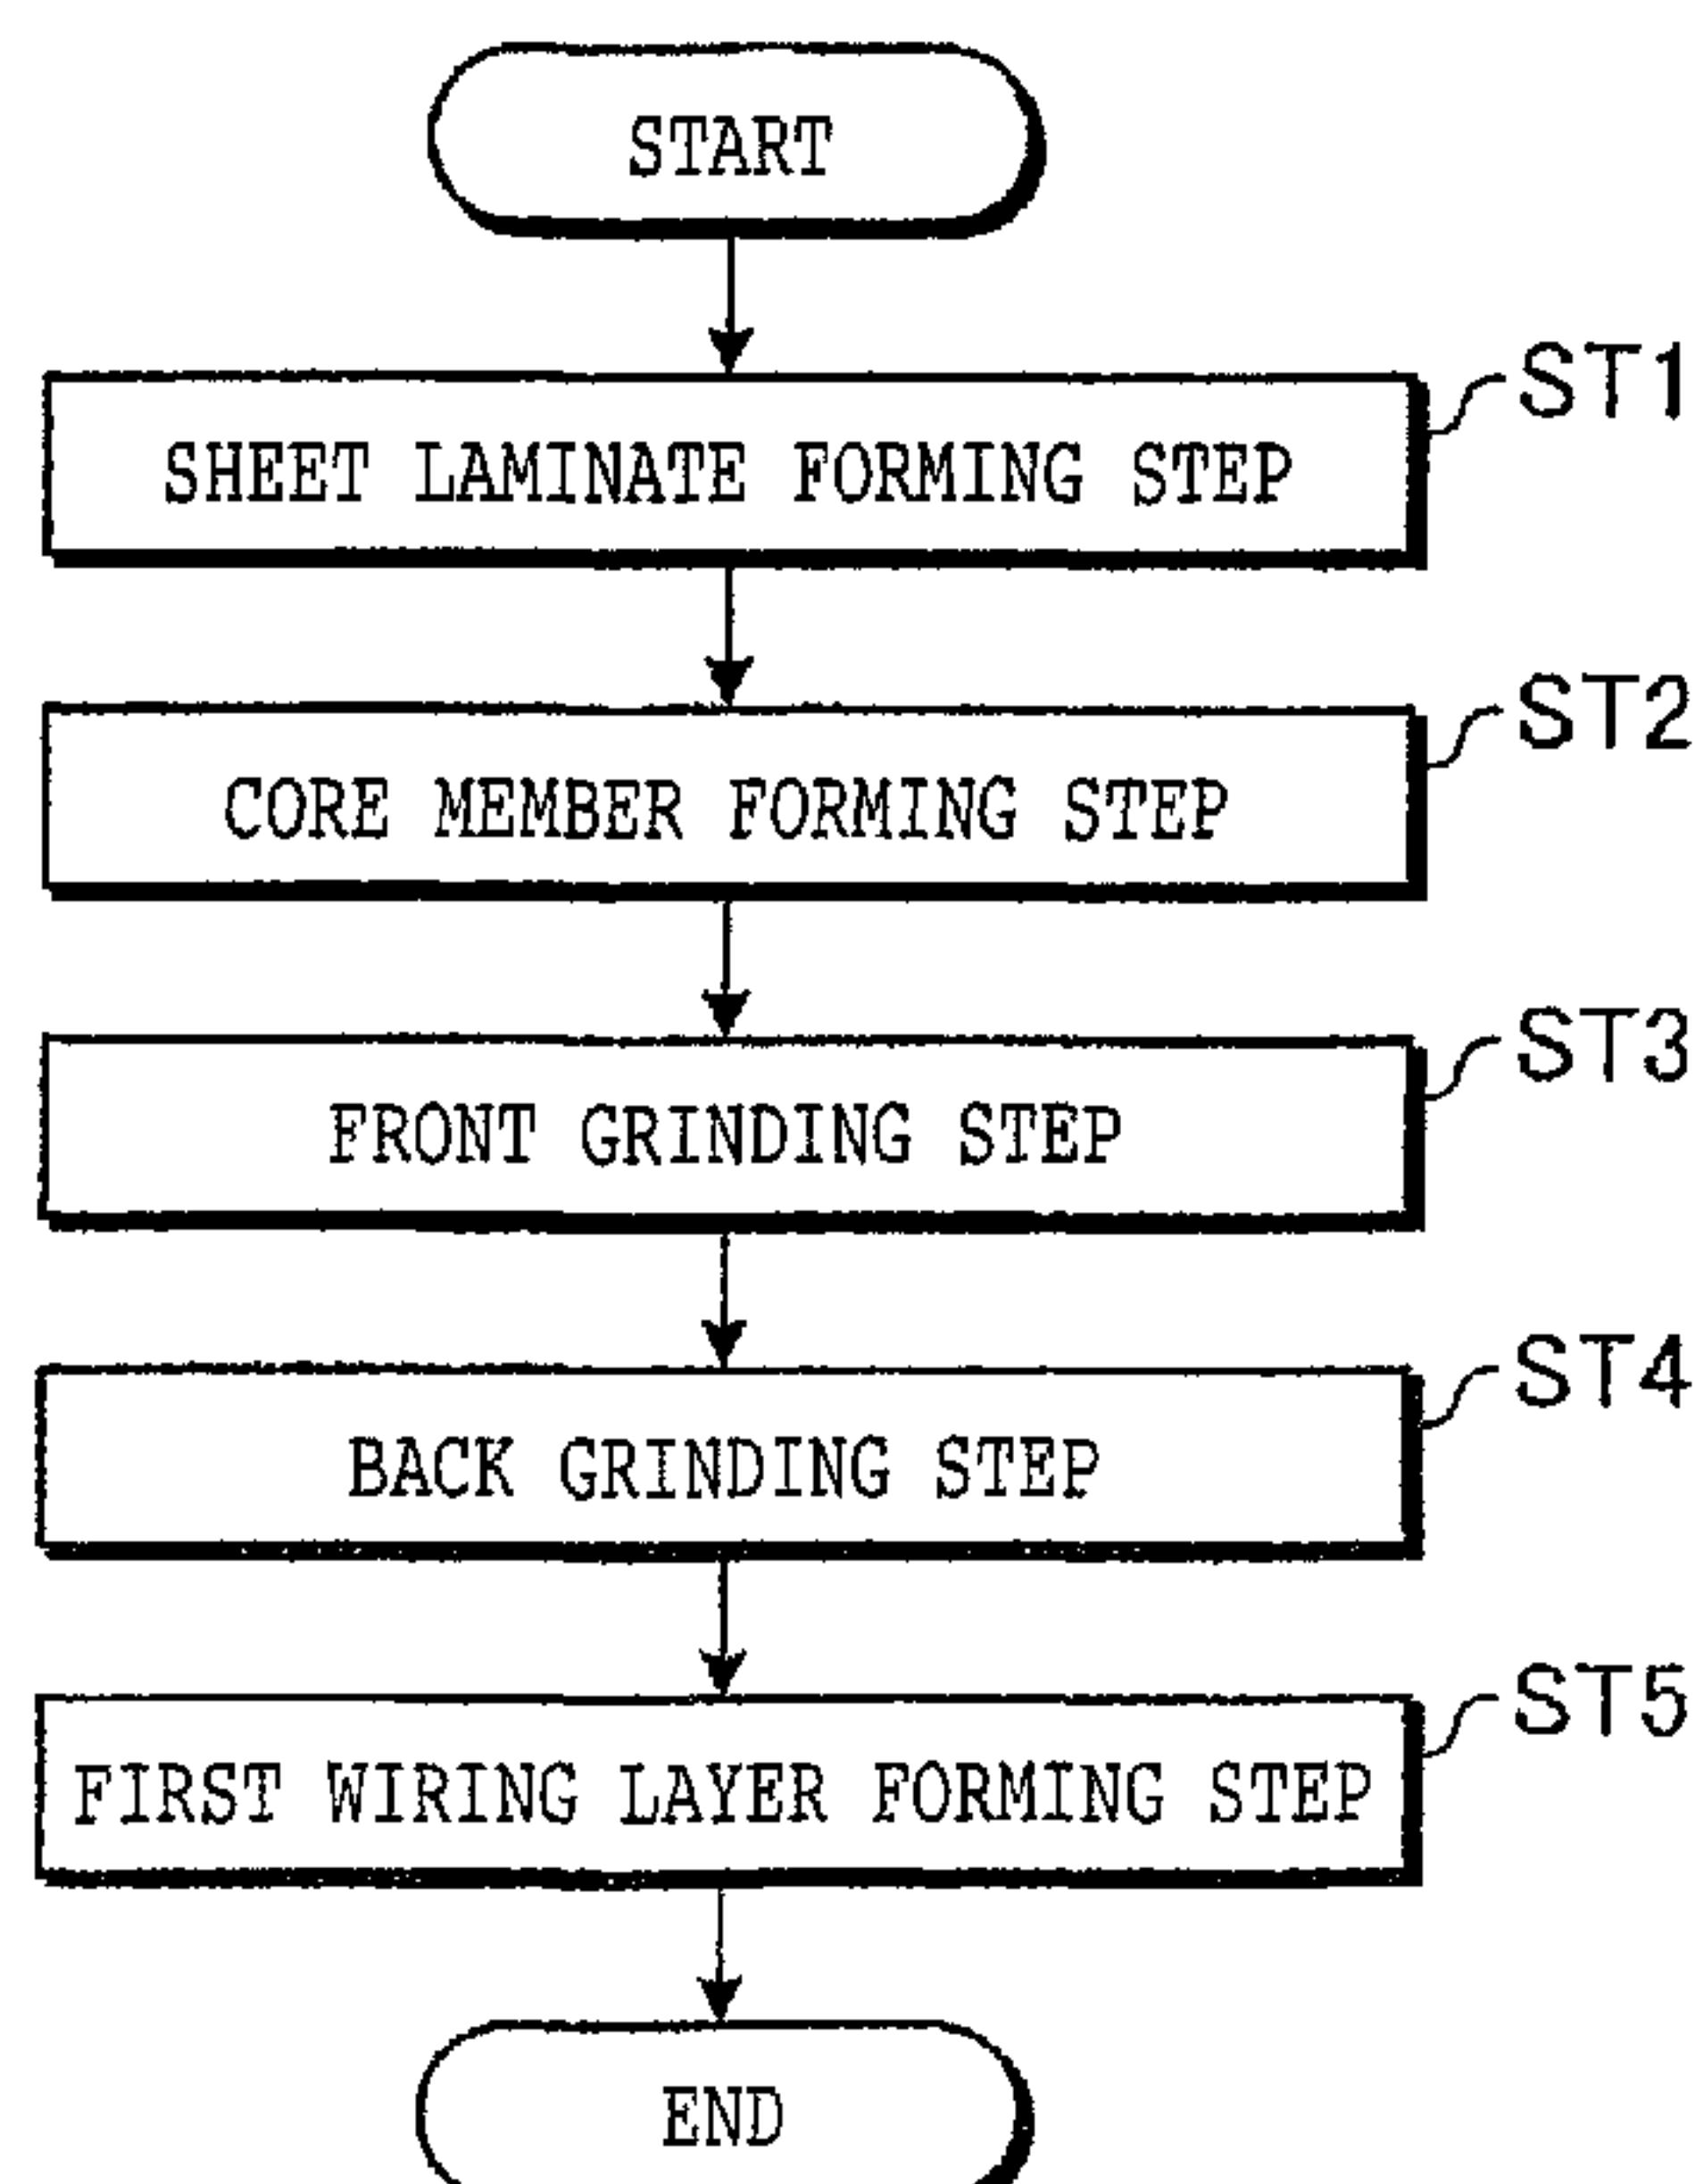 START
ST1
SHEET LAMINATE FORMING STEP
ST2
CORE MEMBER FORMING STEP
ST3
FRONT GRINDING STEP
ST4
BACK GRINDING STEP
ST5
FIRST WIRING LAYER FORMING STEP
END